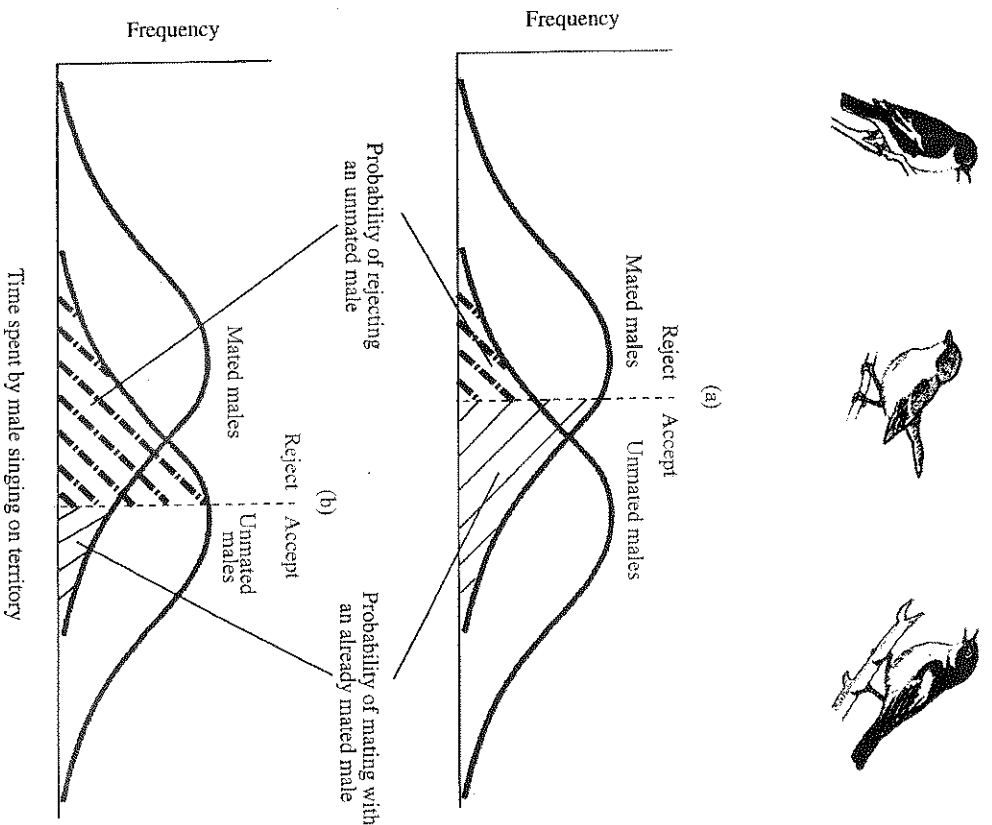 (a)
Reject
Accept
Mated males
Unmated males
Frequency
Probability of rejecting
an unmated male
Probability of mating with
an already mated male
(b)
Reject
Accept
Mated males
Unmated
males
Frequency
Time spent by male singing on territory